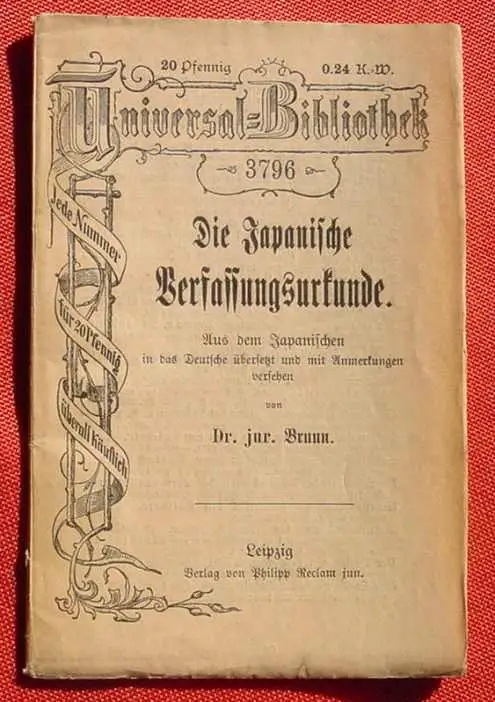 20 Pfennig 0.24 K.-W.
Universal-Bibliothek
3796
Jede Nummer
für 20 Pfennig
überall käuflich
Die Japanische
Verfassungsurkunde.
Aus dem Japanischen
in das Deutsche übersetzt und mit Anmerkungen
versehen
von
Dr. jur. Brunn.
Leipzig
Verlag von Philipp Reclam jun.